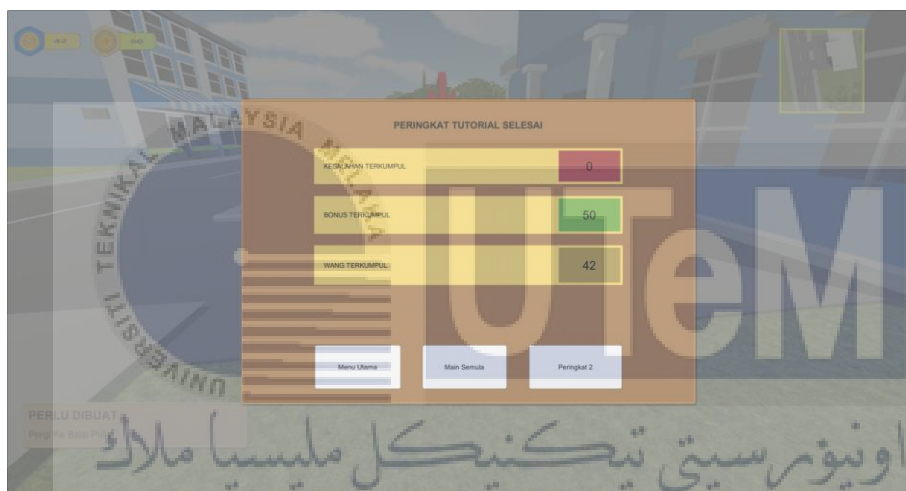 PERINGKAT TUTORIAL SELESAI
KESALAHAN TERKUMPUL
0
BONUS TERKUMPUL
50
WANG TERKUMPUL
42
Menu Utama
Main Semula
Peringkat 2
PERLU DIBUAT
UNIVERSITI TEKNIKAL MALAYSIA MELAKA
UTeM
اونيۏرسيتي تيكنيكل مليسيا ملاك